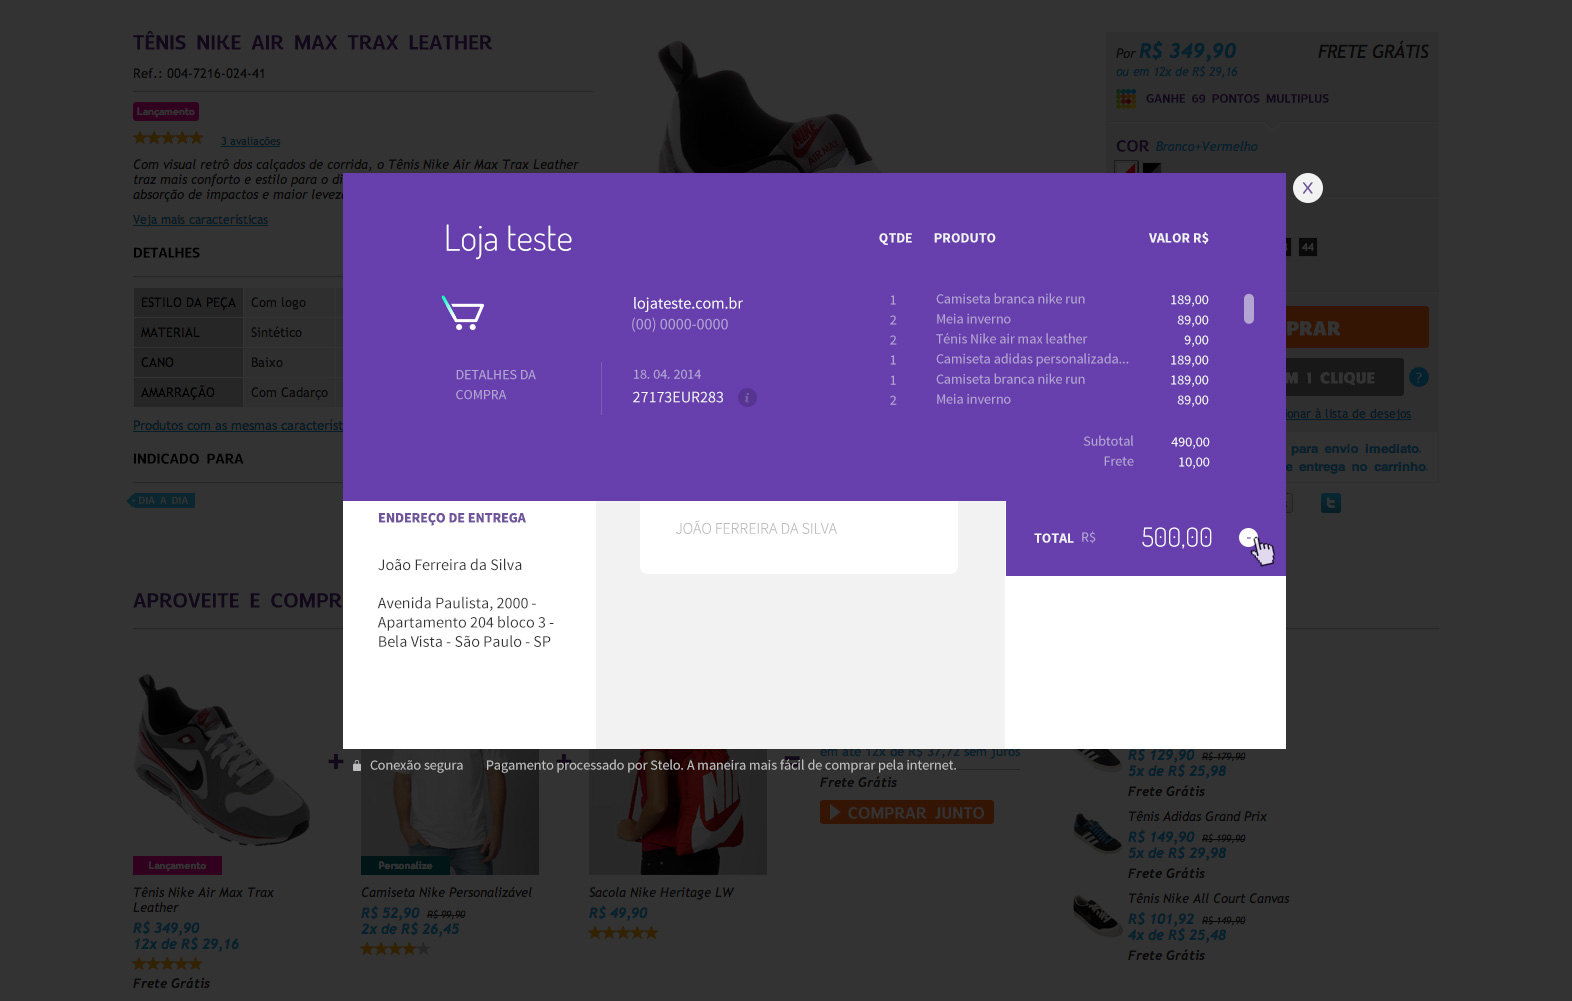 TÊNIS NIKE AIR MAX TRAX LEATHER
Ref.: 004-7216-024-41
Lançamento
3 avaliações
Com visual retrô dos calçados de corrida, o Tênis Nike Air Max Trax Leather
traz mais conforto e estilo para o
absorção de impactos e maior
Veja mais características
DETALHES
ESTILO DA PEÇA Com logo
MATERIAL Sintético
CANO Baixo
AMARRAÇÃO Com Cadarço
Produtos com as mesmas
INDICADO PARA
DIA A DIA
AIR MAX
Por R$ 349,90 FRETE GRÁTIS
ou em 12x de R$ 29,16
GANHE 69 PONTOS MULTIPLUS
COR Branco+Vermelho
44
PRAR
M 1 CLIQUE ?
onar à lista de desejos
para envio imediato.
e entrega no carrinho.
X
Loja teste
lojateste.com.br
(00) 0000-0000
DETALHES DA
COMPRA
18. 04. 2014
27173EUR283 i
QTDE PRODUTO VALOR R$
1 Camiseta branca nike run 189,00
2 Meia inverno 89,00
2 Ténis Nike air max leather 9,00
1 Camiseta adidas personalizada... 189,00
1 Camiseta branca nike run 189,00
2 Meia inverno 89,00
Subtotal 490,00
Frete 10,00
TOTAL R$ 500,00 -
ENDEREÇO DE ENTREGA
João Ferreira da Silva
Avenida Paulista, 2000 -
Apartamento 204 bloco 3 -
Bela Vista - São Paulo - SP
JOÃO FERREIRA DA SILVA
Conexão segura Pagamento processado por Stelo. A maneira mais fácil de comprar pela internet.
APROVEITE E COMPR
+
Lançamento
Tênis Nike Air Max Trax
Leather
R$ 349,90
12x de R$ 29,16
Frete Grátis
Personalize
Camiseta Nike Personalizável
R$ 52,90 R$ 99,90
2x de R$ 26,45
Sacola Nike Heritage LW
R$ 49,90
em até 12x de R$ 37,72 sem juros
Frete Grátis
COMPRAR JUNTO
R$ 129,90 R$ 179,90
5x de R$ 25,98
Frete Grátis
Tênis Adidas Grand Prix
R$ 149,90 R$ 199,90
5x de R$ 29,98
Frete Grátis
Tênis Nike All Court Canvas
R$ 101,92 R$ 149,90
4x de R$ 25,48
Frete Grátis